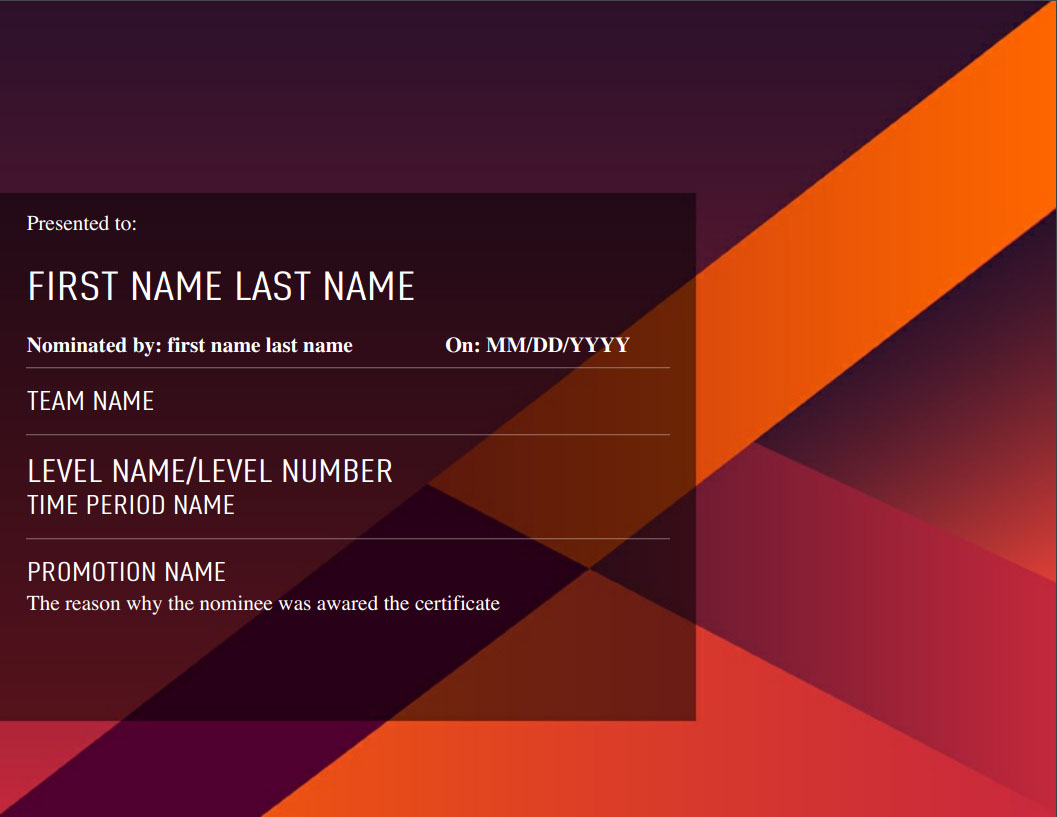 Presented to:
FIRST NAME LAST NAME
Nominated by: first name last name On: MM/DD/YYYY
TEAM NAME
LEVEL NAME/LEVEL NUMBER
TIME PERIOD NAME
PROMOTION NAME
The reason why the nominee was awared the certificate